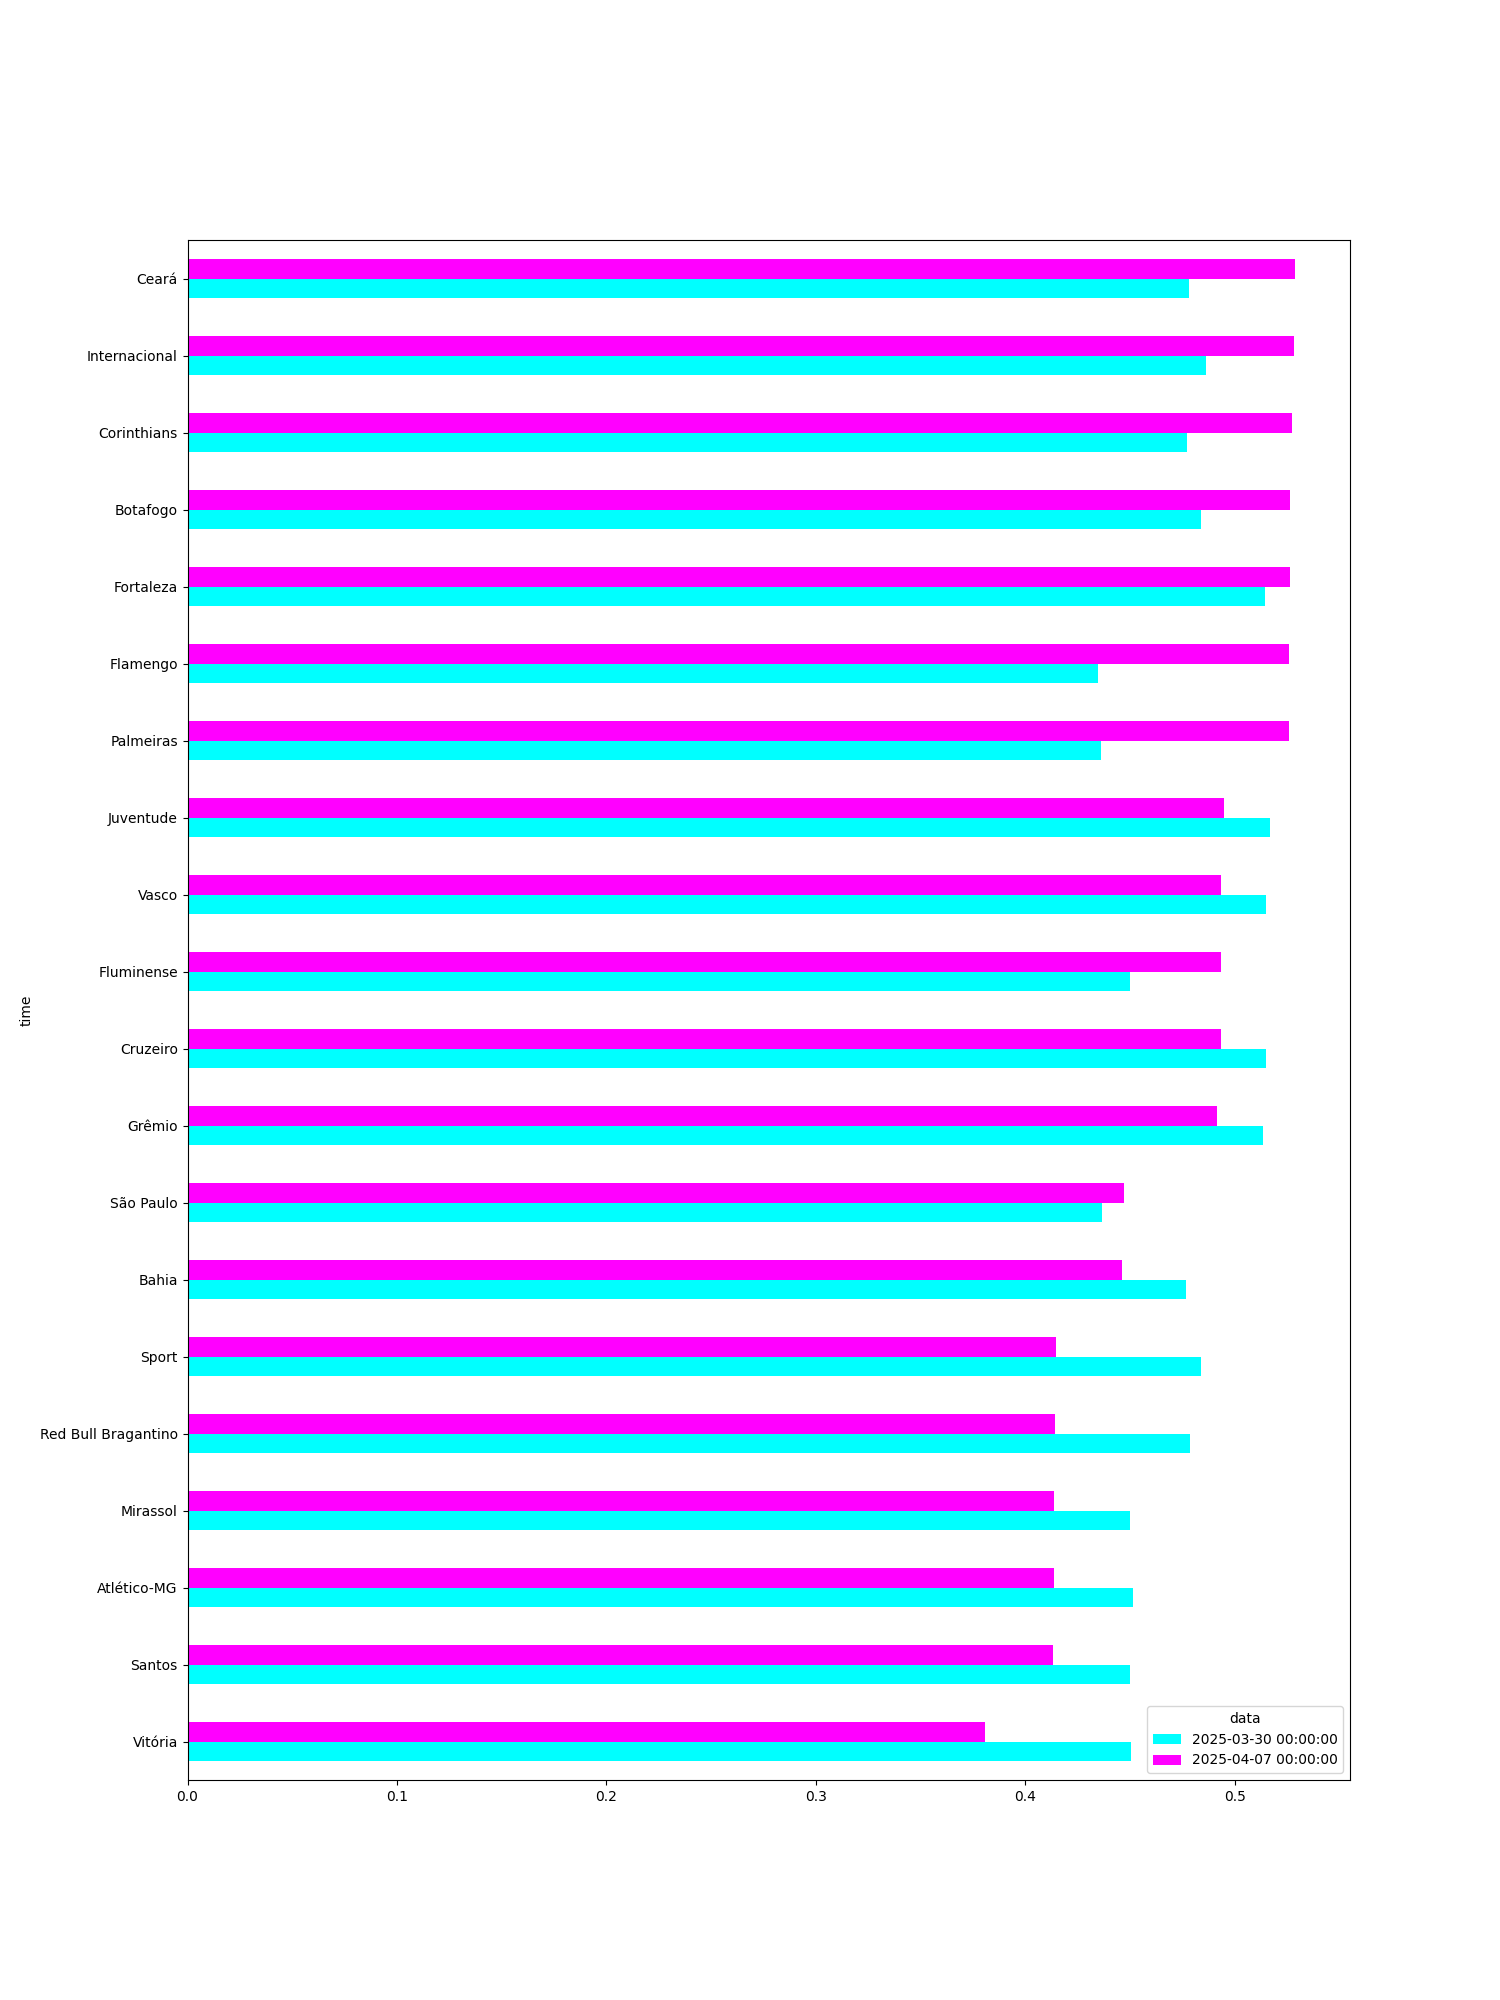 Ceará
Internacional
Corinthians
Botafogo
Fortaleza
Flamengo
Palmeiras
Juventude
Vasco
Fluminense
time
Cruzeiro
Grêmio
São Paulo
Bahia
Sport
Red Bull Bragantino
Mirassol
Atlético-MG
Santos
Vitória
data
2025-03-30 00:00:00
2025-04-07 00:00:00
0.0 0.1 0.2 0.3 0.4 0.5